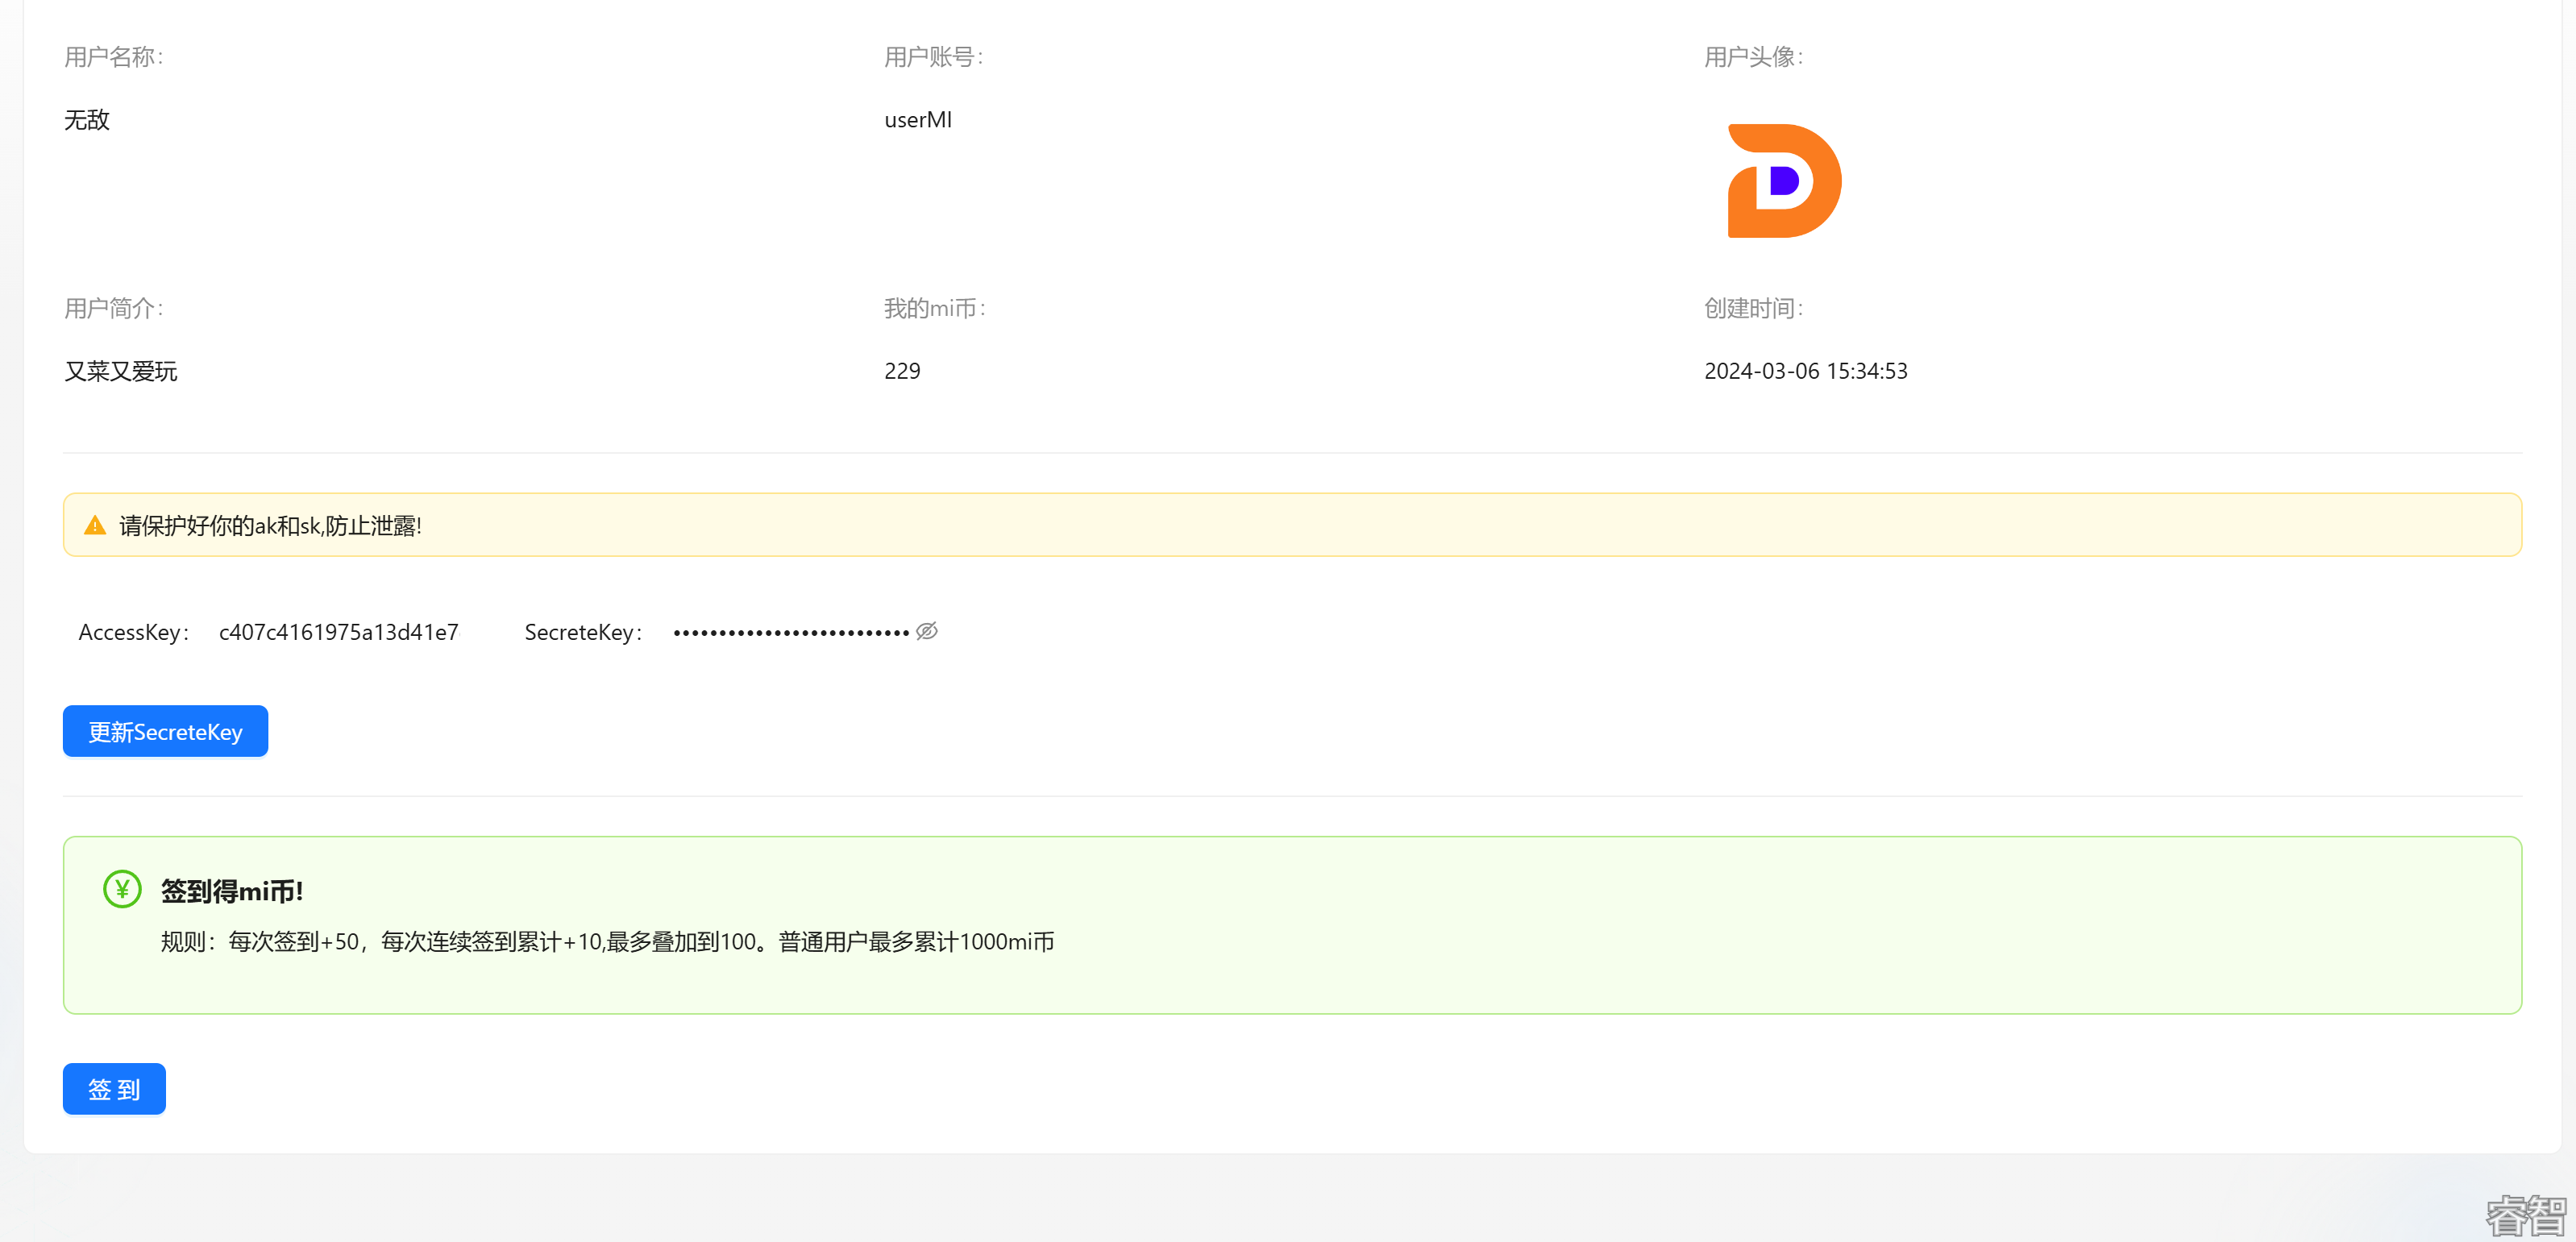 用户名称：
用户账号：
用户头像：
无敌
userMI
用户简介：
我的mi币：
创建时间：
又菜又爱玩
229
2024-03-06 15:34:53
请保护好你的ak和sk,防止泄露!
AccessKey： c407c4161975a13d41e7 SecreteKey： ••••••••••••••••••••••••••
更新SecreteKey
签到得mi币!
规则：每次签到+50，每次连续签到累计+10,最多叠加到100。普通用户最多累计1000mi币
签 到
睿智